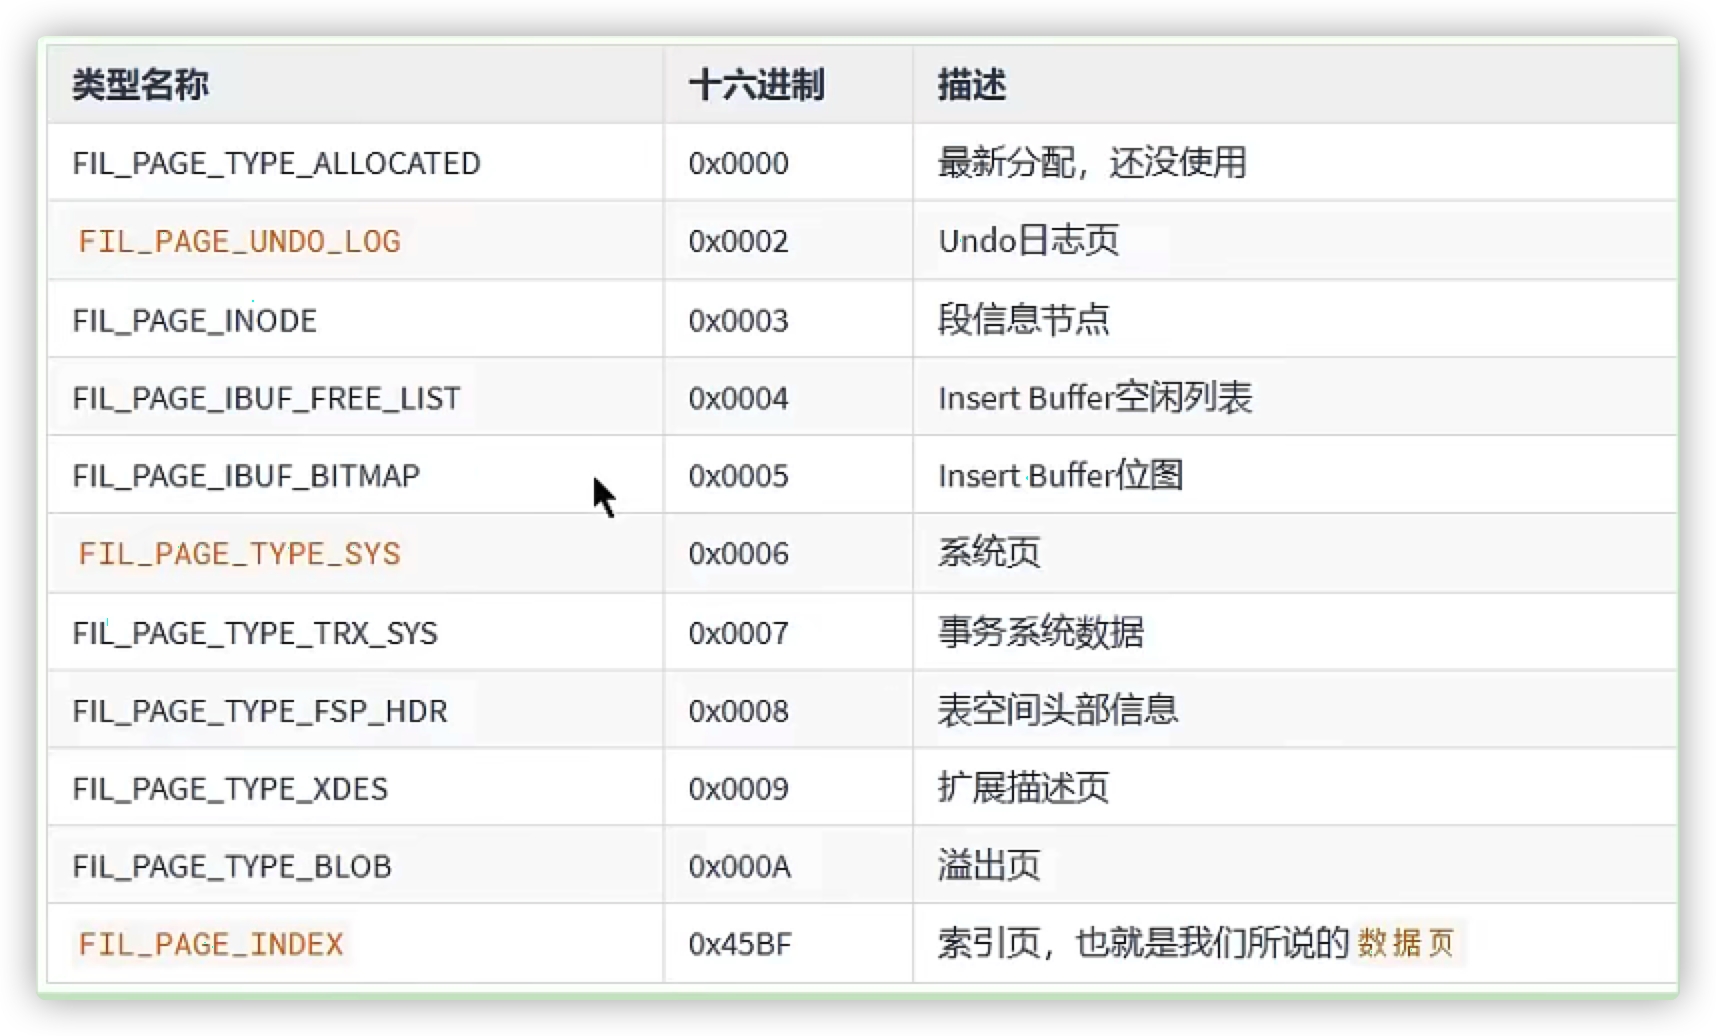 类型名称 十六进制 描述
FIL_PAGE_TYPE_ALLOCATED 0x0000 最新分配，还没使用
FIL_PAGE_UNDO_LOG 0x0002 Undo日志页
FIL_PAGE_INODE 0x0003 段信息节点
FIL_PAGE_IBUF_FREE_LIST 0x0004 Insert Buffer空闲列表
FIL_PAGE_IBUF_BITMAP 0x0005 Insert Buffer位图
FIL_PAGE_TYPE_SYS 0x0006 系统页
FIL_PAGE_TYPE_TRX_SYS 0x0007 事务系统数据
FIL_PAGE_TYPE_FSP_HDR 0x0008 表空间头部信息
FIL_PAGE_TYPE_XDES 0x0009 扩展描述页
FIL_PAGE_TYPE_BLOB 0x000A 溢出页
FIL_PAGE_INDEX 0x45BF 索引页，也就是我们所说的数据页